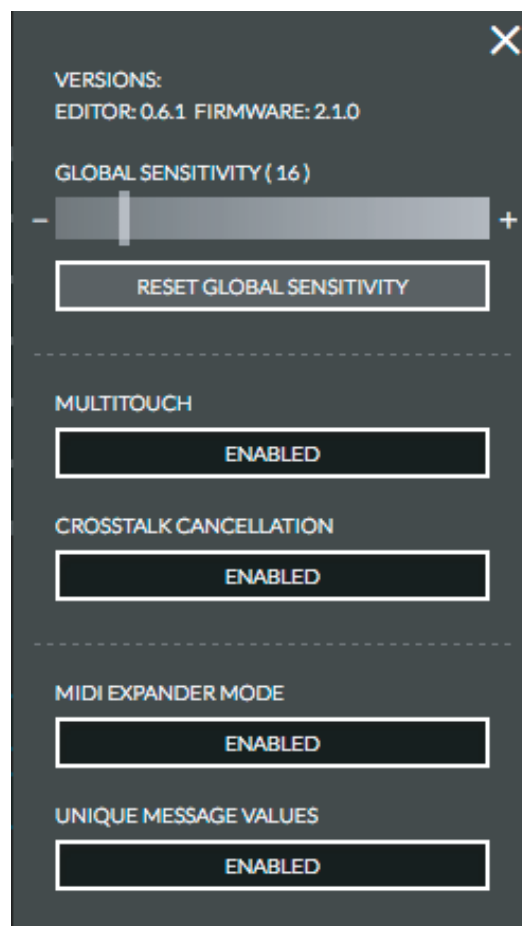 VERSIONS:
EDITOR: 0.6.1 FIRMWARE: 2.1.0
GLOBAL SENSITIVITY ( 16 )
− +
RESET GLOBAL SENSITIVITY
MULTITOUCH
ENABLED
CROSSTALK CANCELLATION
ENABLED
MIDI EXPANDER MODE
ENABLED
UNIQUE MESSAGE VALUES
ENABLED